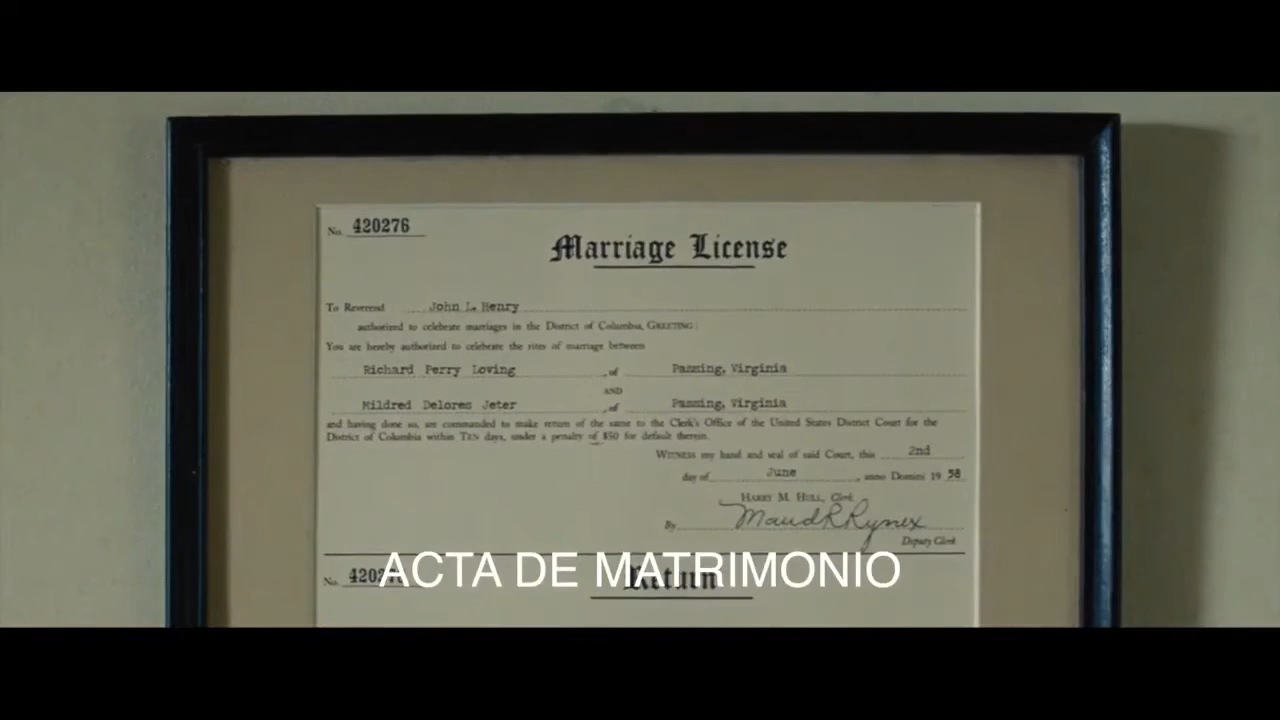 No. 420276
Marriage License
To Reverend John L. Henry
authorized to celebrate marriages in the District of Columbia, GREETING:
You are hereby authorized to celebrate the rites of marriage between
Richard Perry Loving , of Passing, Virginia
AND
Mildred Delores Jeter , of Passing, Virginia
and having done so, are commanded to make return of the same to the Clerk's Office of the United States District Court for the
District of Columbia within TEN days, under a penalty of $50 for default therein.
WITNESS my hand and seal of said Court, this 2nd
day of June , anno Domini 19 58
HARRY M. HULL, Clerk.
By Maud R Rynex
Deputy Clerk
No. 420276 Return
ACTA DE MATRIMONIO